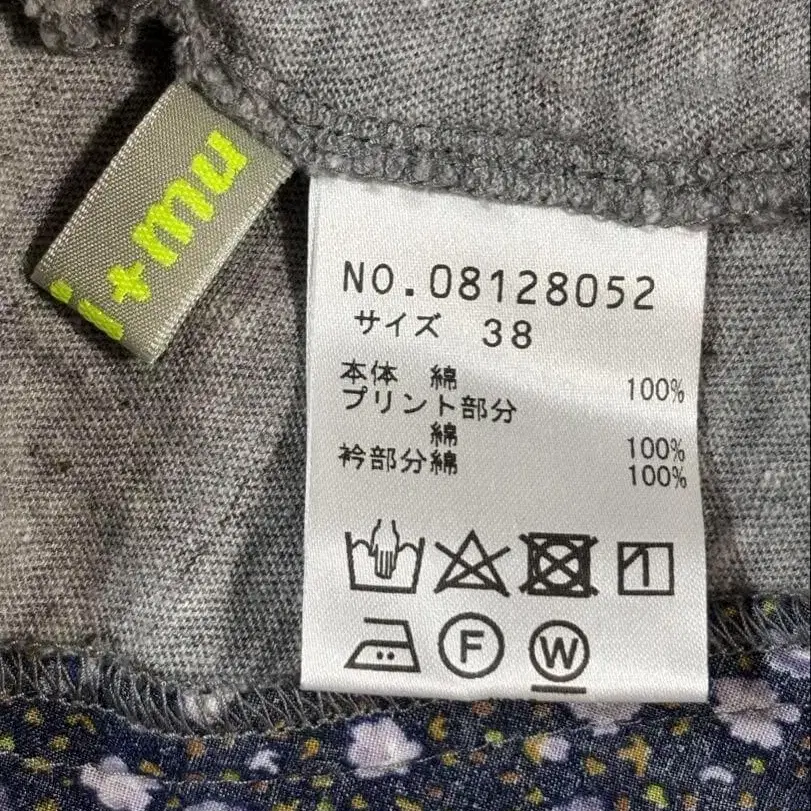 i+mu
NO.08128052
サイズ 38
本体 綿 100%
プリント部分
綿 100%
衿部分綿 100%
F
W